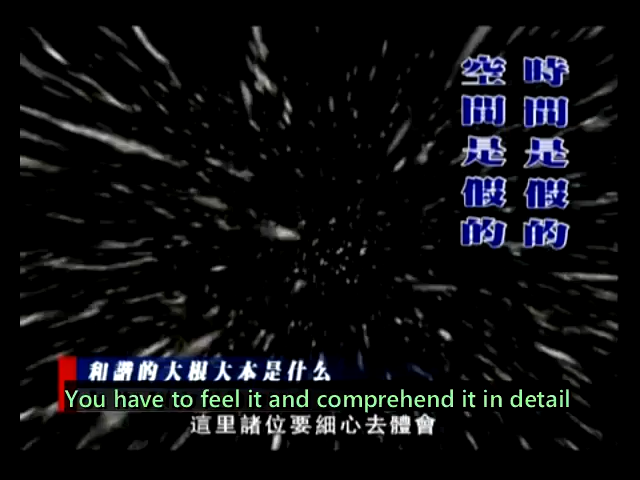 時間是假的
空間是假的
和諧的大根大本是什么
You have to feel it and comprehend it in detail
這里諸位要細心去體會